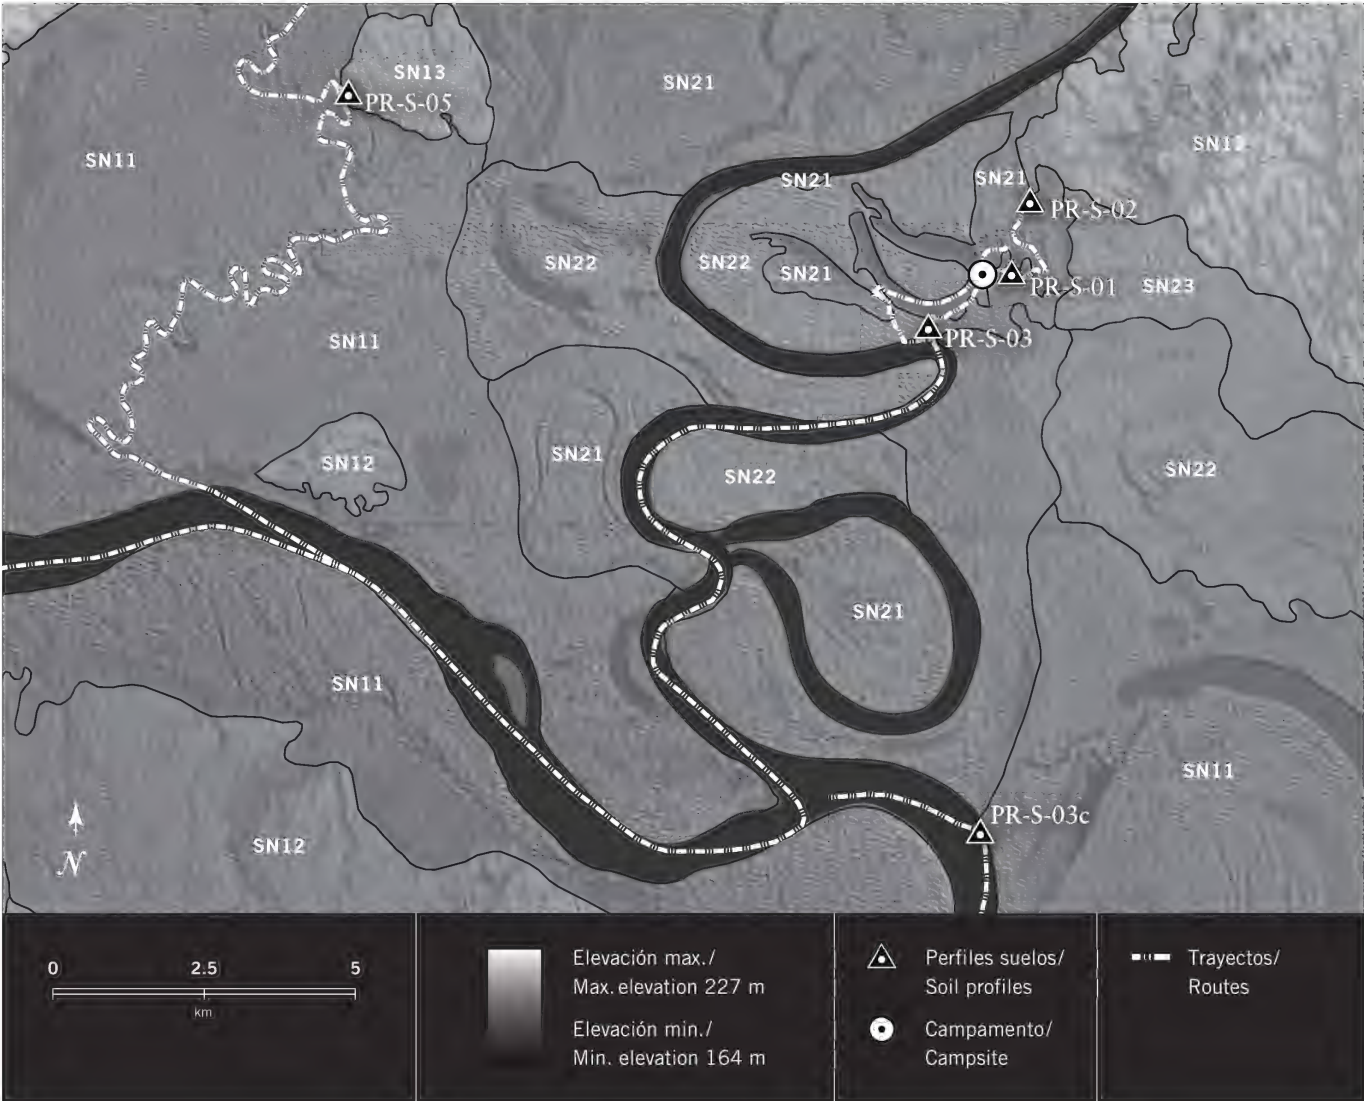 SN13
PR-S-05
SN21
SN11
SN21
SN21
PR-S-02
SN22
SN22
SN21
PR-S-01
SN23
SN11
PR-S-03
SN12
SN21
SN22
SN22
SN21
SN11
SN11
PR-S-03c
SN12
N
0
2.5
5
km
Elevación max./
Max. elevation 227 m
Elevación min./
Min. elevation 164 m
Perfiles suelos/
Soil profiles
Campamento/
Campsite
Trayectos/
Routes